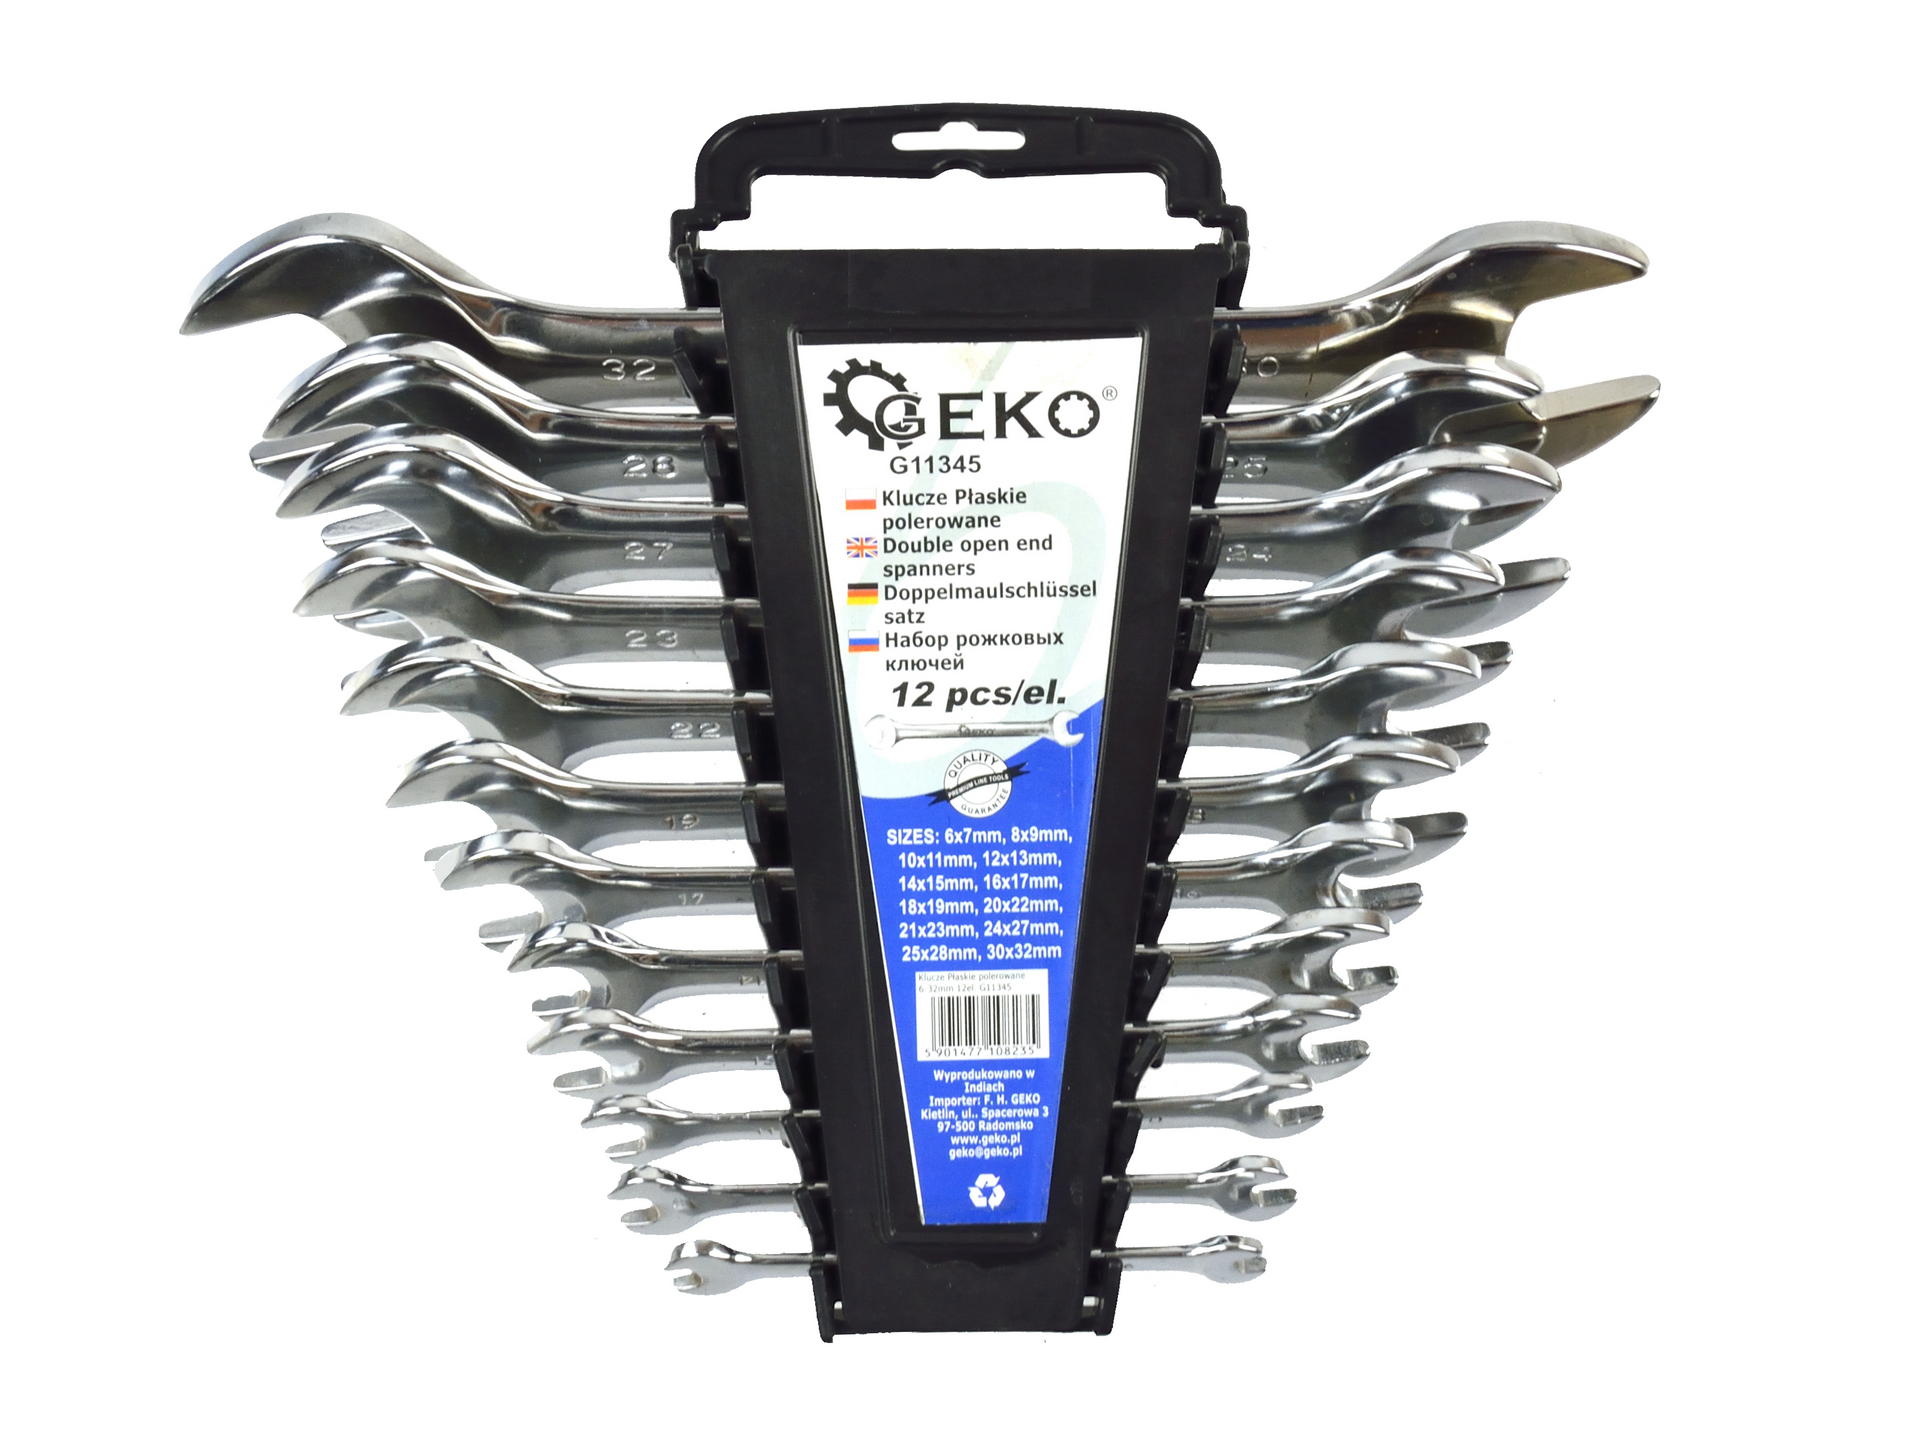 GEKO®
G11345
Klucze Płaskie
polerowane
Double open end
spanners
Doppelmaulschlüssel
satz
Набор рожковых
ключей
12 pcs/el.
GEKO
QUALITY
PREMIUM LINE TOOLS
GUARANTEE
SIZES: 6x7mm, 8x9mm,
10x11mm, 12x13mm,
14x15mm, 16x17mm,
18x19mm, 20x22mm,
21x23mm, 24x27mm,
25x28mm, 30x32mm
Klucze Płaskie polerowane
6-32mm 12el. G11345
5 901477 108235
Wyprodukowano w
Indiach
Importer: F. H. GEKO
Kietlin, ul.. Spacerowa 3
97-500 Radomsko
www.geko.pl
geko@geko.pl
32
28
25
27
24
23
22
19
17